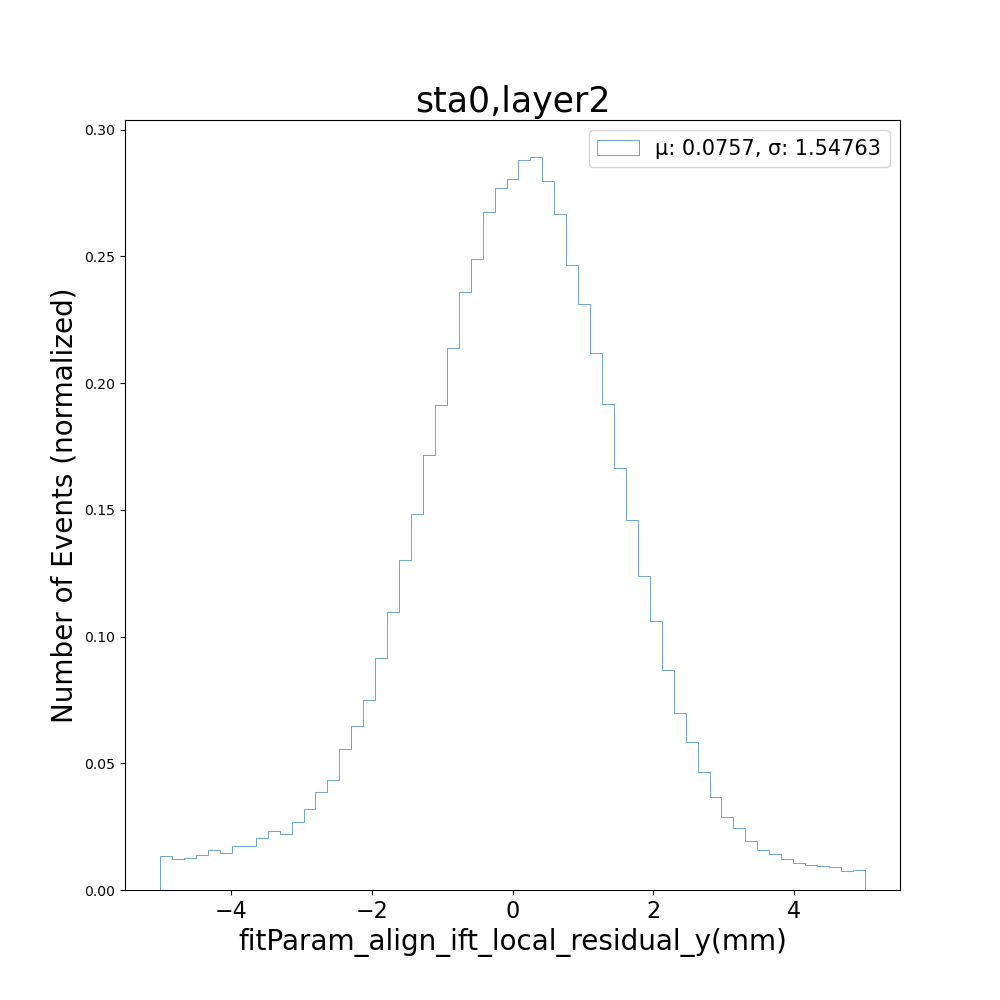 sta0,layer2
μ: 0.0757, σ: 1.54763
Number of Events (normalized)
0.30
0.25
0.20
0.15
0.10
0.05
0.00
−4 −2 0 2 4
fitParam_align_ift_local_residual_y(mm)